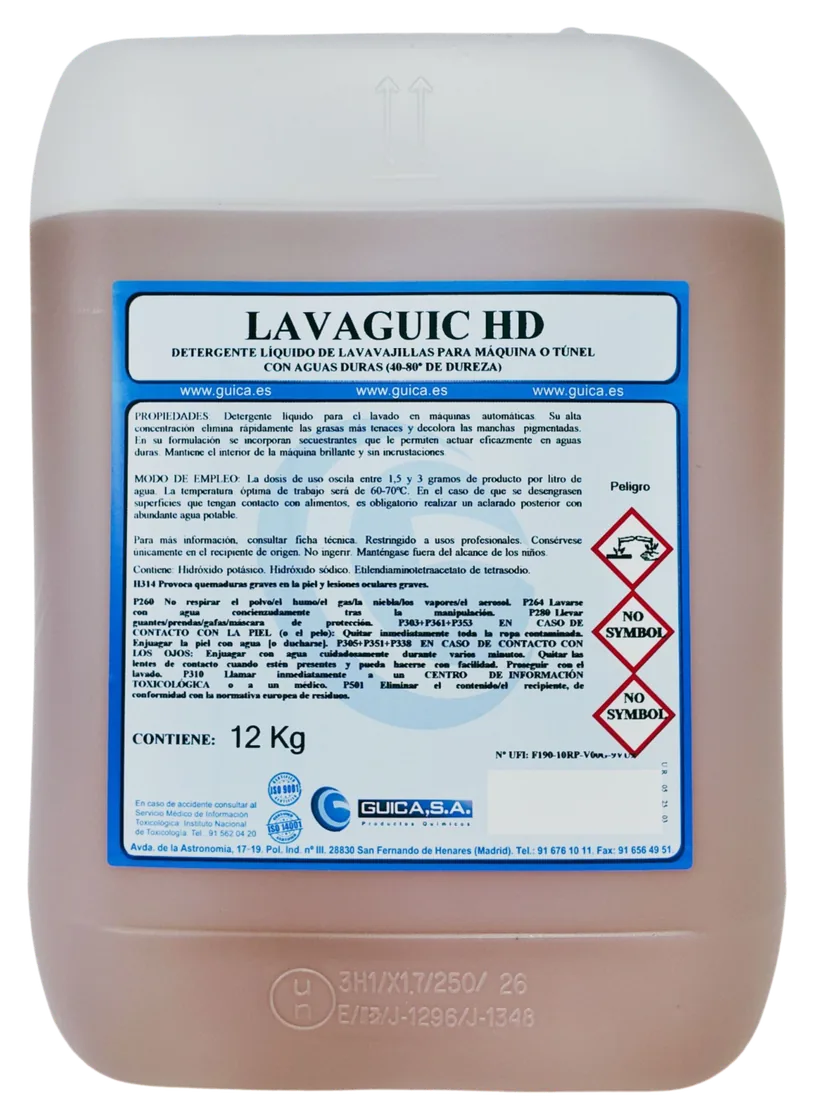 LAVAGUIC HD
DETERGENTE LÍQUIDO DE LAVAVAJILLAS PARA MÁQUINA O TÚNEL
CON AGUAS DURAS (40-80º DE DUREZA)
www.guica.es www.guica.es www.guica.es
PROPIEDADES: Detergente líquido para el lavado en máquinas automáticas. Su alta
concentración elimina rápidamente las grasas más tenaces y decolora las manchas pigmentadas.
En su formulación se incorporan secuestrantes que le permiten actuar eficazmente en aguas
duras. Mantiene el interior de la máquina brillante y sin incrustaciones
MODO DE EMPLEO: La dosis de uso oscila entre 1,5 y 3 gramos de producto por litro de
agua. La temperatura óptima de trabajo será de 60-70ºC. En el caso de que se desengrasen
superficies que tengan contacto con alimentos, es obligatorio realizar un aclarado posterior con
abundante agua potable.
Para más información, consultar ficha técnica. Restringido a usos profesionales. Consérvese
únicamente en el recipiente de origen. No ingerir. Manténgase fuera del alcance de los niños.
Contiene: Hidróxido potásico. Hidróxido sódico. Etilendiaminotetraacetato de tetrasodio.
H314 Provoca quemaduras graves en la piel y lesiones oculares graves.
P260 No respirar el polvo/el humo/el gas/la niebla/los vapores/el aerosol. P264 Lavarse
con agua concienzudamente tras la manipulación. P280 Llevar
guantes/prendas/gafas/máscara de protección. P303+P361+P353 EN CASO DE
CONTACTO CON LA PIEL (o el pelo): Quitar inmediatamente toda la ropa contaminada.
Enjuagar la piel con agua [o ducharse]. P305+P351+P338 EN CASO DE CONTACTO CON
LOS OJOS: Enjuagar con agua cuidadosamente durante varios minutos. Quitar las
lentes de contacto cuando estén presentes y pueda hacerse con facilidad. Proseguir con el
lavado. P310 Llamar inmediatamente a un CENTRO DE INFORMACIÓN
TOXICOLÓGICA o a un médico. P501 Eliminar el contenido/el recipiente, de
conformidad con la normativa europea de residuos.
Peligro
NO
SYMBOL
NO
SYMBOL
CONTIENE: 12 Kg
Nº UFI: F190-10RP
En caso de accidente consultar al
Servicio Médico de Información
Toxicológica Instituto Nacional
de Toxicología Tel. 91 562 04 20
ISO 9001
ISO 14001
GUICA, S.A.
Productos Químicos
Avda. de la Astronomía, 17-19. Pol. Ind. nº III. 28830 San Fernando de Henares (Madrid). Tel.: 91 676 10 11. Fax: 91 656 49 51.
un
3H1/X1.7/250/ 26
J-1296/J-1348